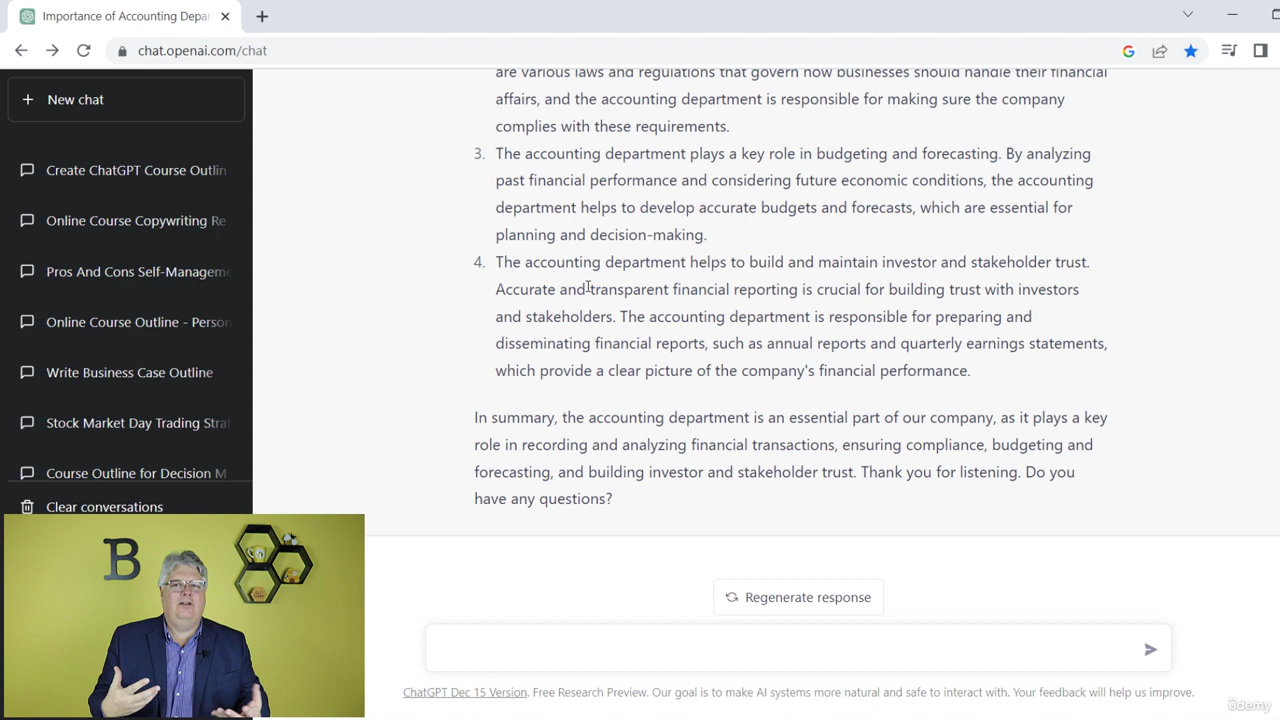 Importance of Accounting Depar
chat.openai.com/chat
New chat
Create ChatGPT Course Outlin
Online Course Copywriting Re
Pros And Cons Self-Manageme
Online Course Outline - Person
Write Business Case Outline
Stock Market Day Trading Strat
Course Outline for Decision M
Clear conversations
are various laws and regulations that govern how businesses should handle their financial
affairs, and the accounting department is responsible for making sure the company
complies with these requirements.
3. The accounting department plays a key role in budgeting and forecasting. By analyzing
past financial performance and considering future economic conditions, the accounting
department helps to develop accurate budgets and forecasts, which are essential for
planning and decision-making.
4. The accounting department helps to build and maintain investor and stakeholder trust.
Accurate and transparent financial reporting is crucial for building trust with investors
and stakeholders. The accounting department is responsible for preparing and
disseminating financial reports, such as annual reports and quarterly earnings statements,
which provide a clear picture of the company's financial performance.
In summary, the accounting department is an essential part of our company, as it plays a key
role in recording and analyzing financial transactions, ensuring compliance, budgeting and
forecasting, and building investor and stakeholder trust. Thank you for listening. Do you
have any questions?
Regenerate response
ChatGPT Dec 15 Version. Free Research Preview. Our goal is to make AI systems more natural and safe to interact with. Your feedback will help us improve.
B
ûdemy